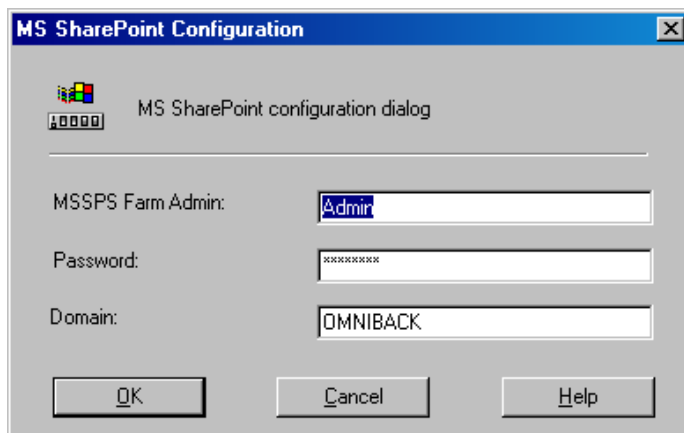 MS SharePoint Configuration
MS SharePoint configuration dialog
MSSPS Farm Admin: Admin
Password: ********
Domain: OMNIBACK
OK Cancel Help